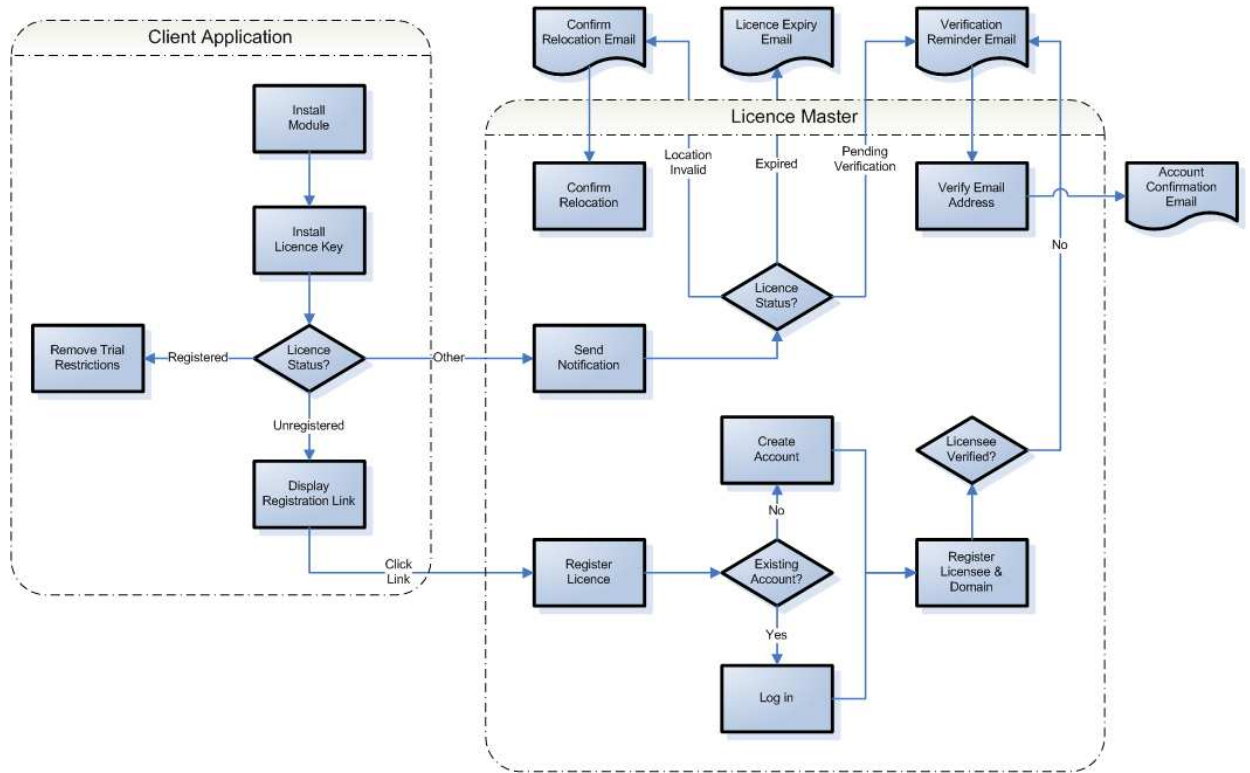 Client Application
Install
Module
Install
Licence Key
Licence
Status?
Registered
Remove Trial
Restrictions
Other
Unregistered
Display
Registration Link
Click
Link
Confirm
Relocation Email
Licence Expiry
Email
Verification
Reminder Email
Licence Master
Location
Invalid
Expired
Pending
Verification
Confirm
Relocation
Verify Email
Address
Account
Confirmation
Email
No
Licence
Status?
Send
Notification
Create
Account
Licensee
Verified?
No
Register
Licence
Existing
Account?
Register
Licensee &
Domain
Yes
Log in